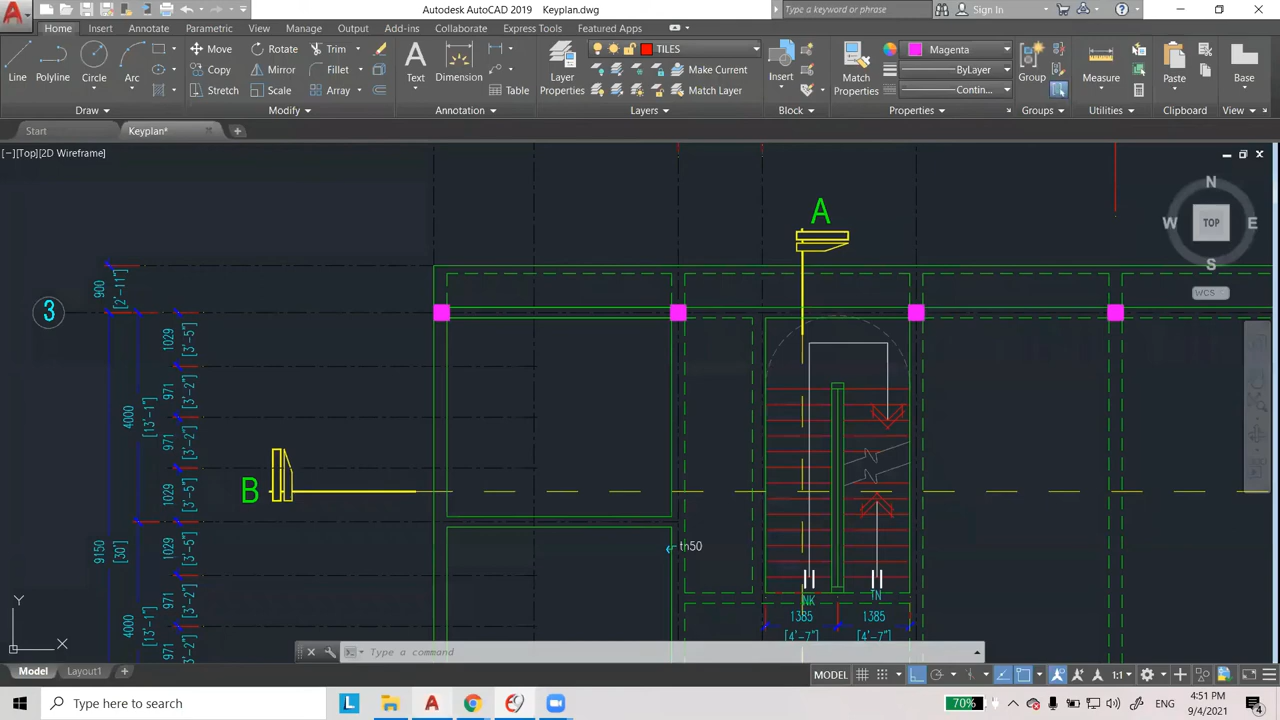 Autodesk AutoCAD 2019 Keyplan.dwg
Type a keyword or phrase
Sign In
Home Insert Annotate Parametric View Manage Output Add-ins Collaborate Express Tools Featured Apps
Line
Polyline
Circle
Arc
Draw
Move
Rotate
Trim
Copy
Mirror
Fillet
Stretch
Scale
Array
Modify
Text
Dimension
Table
Annotation
Layer
Properties
TILES
Make Current
Match Layer
Layers
Insert
Block
Match
Properties
Magenta
ByLayer
Contin...
Properties
Group
Groups
Measure
Utilities
Paste
Clipboard
Base
View
Start
Keyplan*
[−][Top][2D Wireframe]
N
W TOP E
S
WCS
A
900
[2'-11"]
3
1029
[3'-5"]
971
[3'-2"]
4000
[13'-1"]
971
[3'-2"]
B
1029
[3'-5"]
9150
[30']
1029
[3'-5"]
971
[3'-2"]
4000
[13'-1"]
971
[3'-2"]
th50
NK TN
1385 1385
[4'-7"] [4'-7"]
Y
X
Type a command
Model
Layout1
MODEL
1:1
Type here to search
L
70%
ENG
4:51 PM
9/4/2021
4